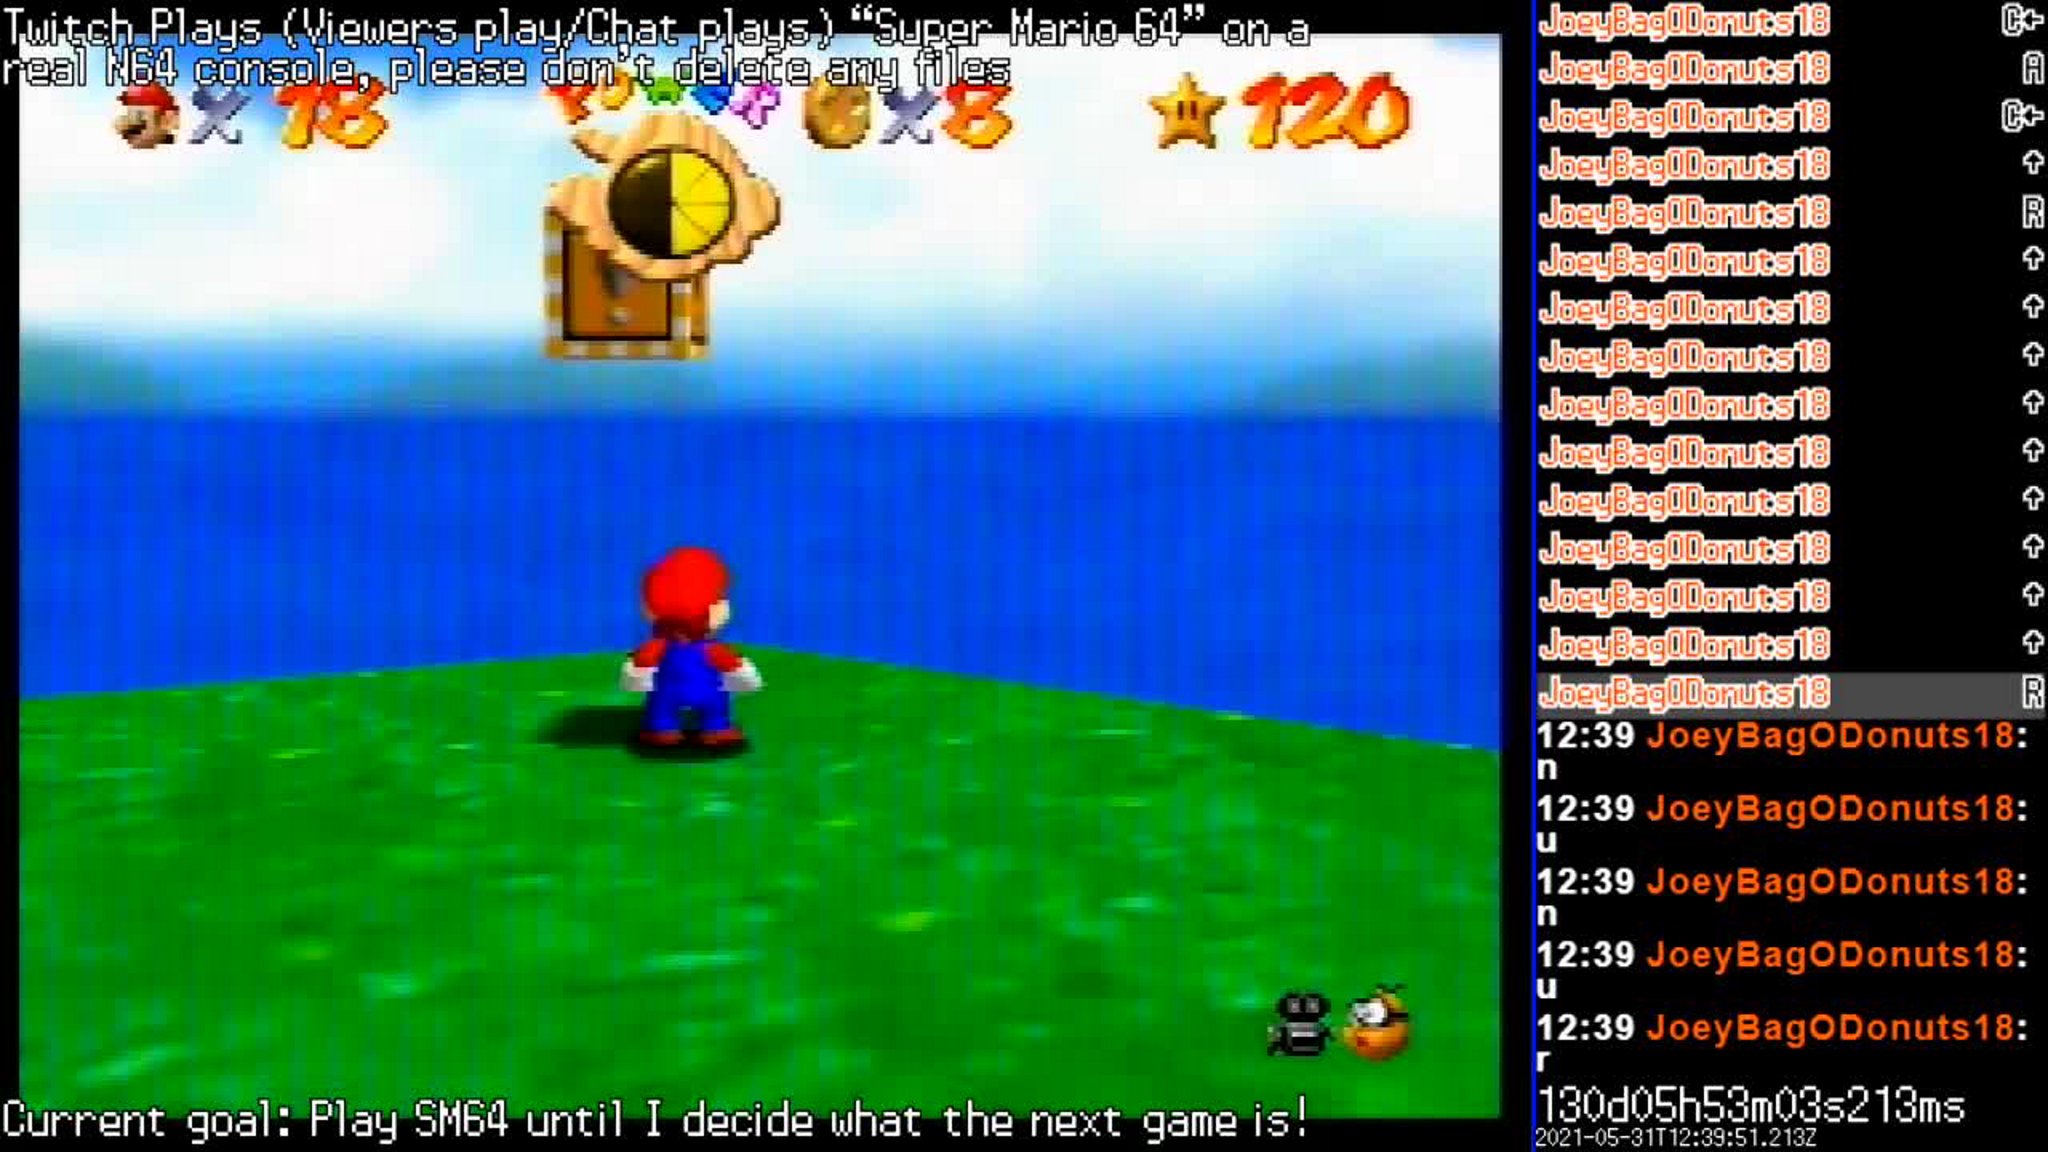 Twitch Plays (Viewers play/Chat plays) “Super Mario 64” on a
real N64 console, please don't delete any files
18
8
120
Current goal: Play SM64 until I decide what the next game is!
JoeyBagODonuts18 C←
JoeyBagODonuts18 A
JoeyBagODonuts18 C←
JoeyBagODonuts18 ↑
JoeyBagODonuts18 R
JoeyBagODonuts18 ↑
JoeyBagODonuts18 ↑
JoeyBagODonuts18 ↑
JoeyBagODonuts18 ↑
JoeyBagODonuts18 ↑
JoeyBagODonuts18 ↑
JoeyBagODonuts18 ↑
JoeyBagODonuts18 ↑
JoeyBagODonuts18 ↑
JoeyBagODonuts18 R
12:39 JoeyBagODonuts18:
n
12:39 JoeyBagODonuts18:
u
12:39 JoeyBagODonuts18:
n
12:39 JoeyBagODonuts18:
u
12:39 JoeyBagODonuts18:
r
130d05h53m03s213ms
2021-05-31T12:39:51.213Z